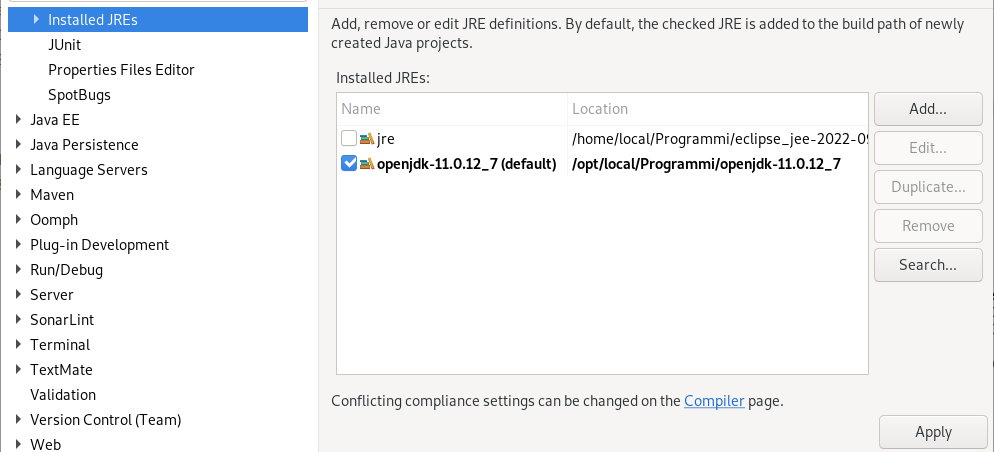 Installed JREs
JUnit
Properties Files Editor
SpotBugs
Java EE
Java Persistence
Language Servers
Maven
Oomph
Plug-in Development
Run/Debug
Server
SonarLint
Terminal
TextMate
Validation
Version Control (Team)
Web
Add, remove or edit JRE definitions. By default, the checked JRE is added to the build path of newly
created Java projects.
Installed JREs:
Name Location
jre /home/local/Programmi/eclipse_jee-2022-09
openjdk-11.0.12_7 (default) /opt/local/Programmi/openjdk-11.0.12_7
Add...
Edit...
Duplicate...
Remove
Search...
Conflicting compliance settings can be changed on the Compiler page.
Apply